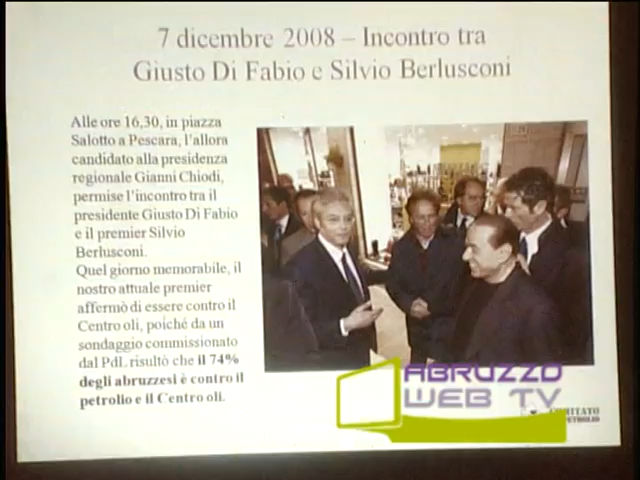 7 dicembre 2008 – Incontro tra
Giusto Di Fabio e Silvio Berlusconi
Alle ore 16,30, in piazza
Salotto a Pescara, l'allora
candidato alla presidenza
regionale Gianni Chiodi,
permise l'incontro tra il
presidente Giusto Di Fabio
e il premier Silvio
Berlusconi.
Quel giorno memorabile, il
nostro attuale premier
affermò di essere contro il
Centro oli, poiché da un
sondaggio commissionato
dal PdL risultò che il 74%
degli abruzzesi è contro il
petrolio e il Centro oli.
ABRUZZO
WEB TV
COMITATO
PETROLIO